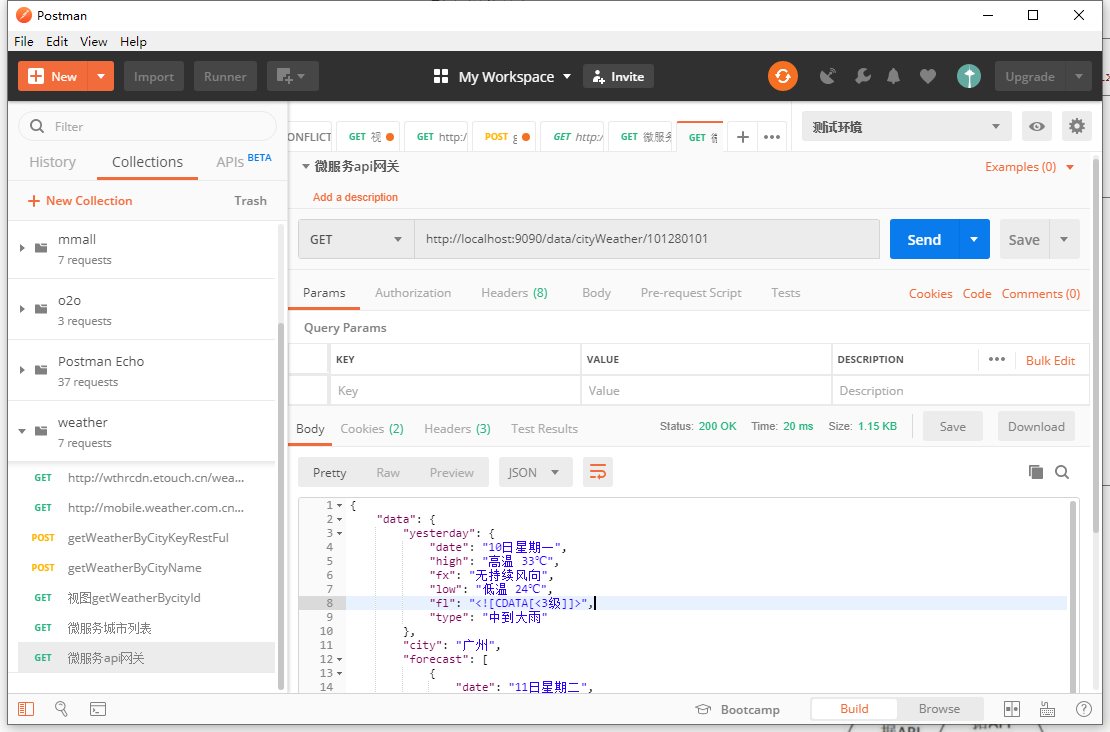 Postman
File Edit View Help
New Import Runner My Workspace Invite Upgrade
Filter
History Collections APIs BETA
New Collection Trash
mmall
7 requests
o2o
3 requests
Postman Echo
37 requests
weather
7 requests
GET http://wthrcdn.etouch.cn/wea...
GET http://mobile.weather.com.cn...
POST getWeatherByCityKeyRestFul
POST getWeatherByCityName
GET 视图getWeatherBycityId
GET 微服务城市列表
GET 微服务api网关
ONFLICT GET 视 GET http:/ POST g GET http:/ GET 微服务 GET 微
测试环境
微服务api网关
Examples (0)
Add a description
GET http://localhost:9090/data/cityWeather/101280101 Send Save
Params Authorization Headers (8) Body Pre-request Script Tests Cookies Code Comments (0)
Query Params
KEY VALUE DESCRIPTION Bulk Edit
Key Value Description
Body Cookies (2) Headers (3) Test Results Status: 200 OK Time: 20 ms Size: 1.15 KB Save Download
Pretty Raw Preview JSON
1 {
2 "data": {
3 "yesterday": {
4 "date": "10日星期一",
5 "high": "高温 33℃",
6 "fx": "无持续风向",
7 "low": "低温 24℃",
8 "fl": "<![CDATA[<3级]]>",
9 "type": "中到大雨"
10 },
11 "city": "广州",
12 "forecast": [
13 {
14 "date": "11日星期二",
Bootcamp Build Browse